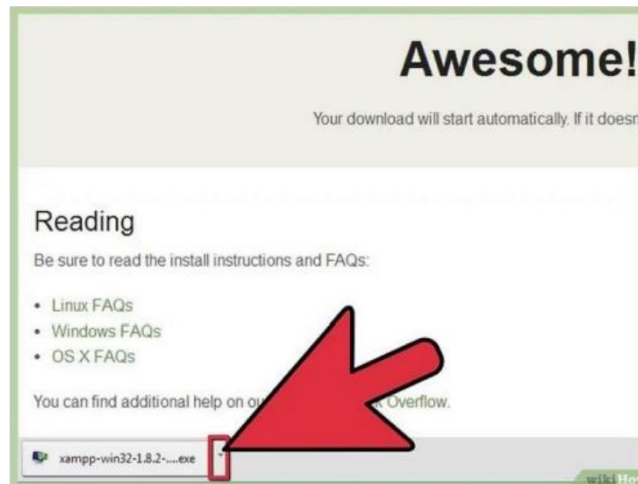 Awesome!
Your download will start automatically. If it doesn
Reading
Be sure to read the install instructions and FAQs:
• Linux FAQs
• Windows FAQs
• OS X FAQs
You can find additional help on ou Overflow.
xampp-win32-1.8.2-....exe
wikiHow